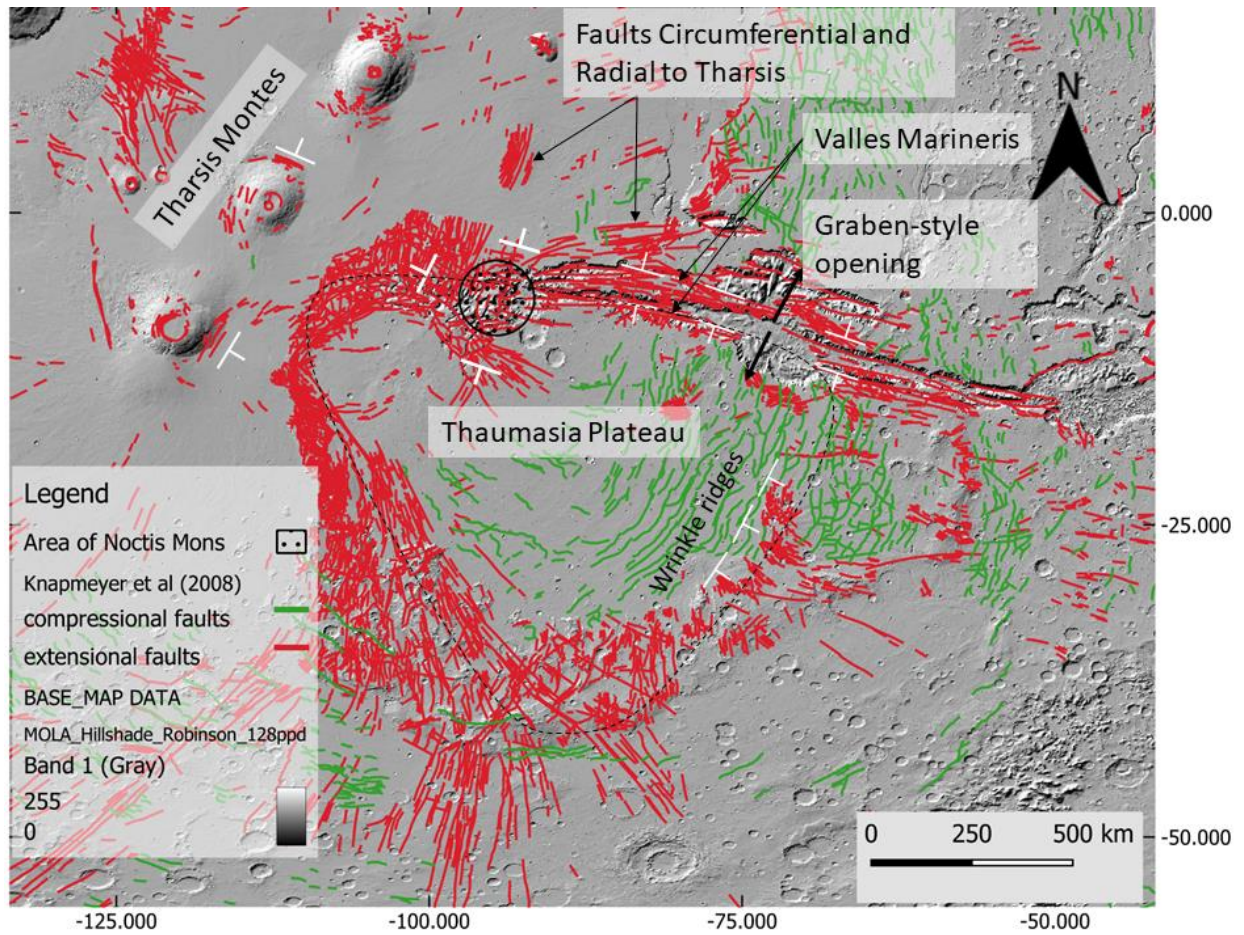 Faults Circumferential and
Radial to Tharsis
N
Tharsis Montes
Valles Marineris
0.000
Graben-style
opening
Thaumasia Plateau
Wrinkle ridges
Legend
Area of Noctis Mons
Knapmeyer et al (2008)
compressional faults
extensional faults
BASE_MAP DATA
MOLA_Hillshade_Robinson_128ppd
Band 1 (Gray)
255
0
-25.000
0 250 500 km
-50.000
-125.000 -100.000 -75.000 -50.000